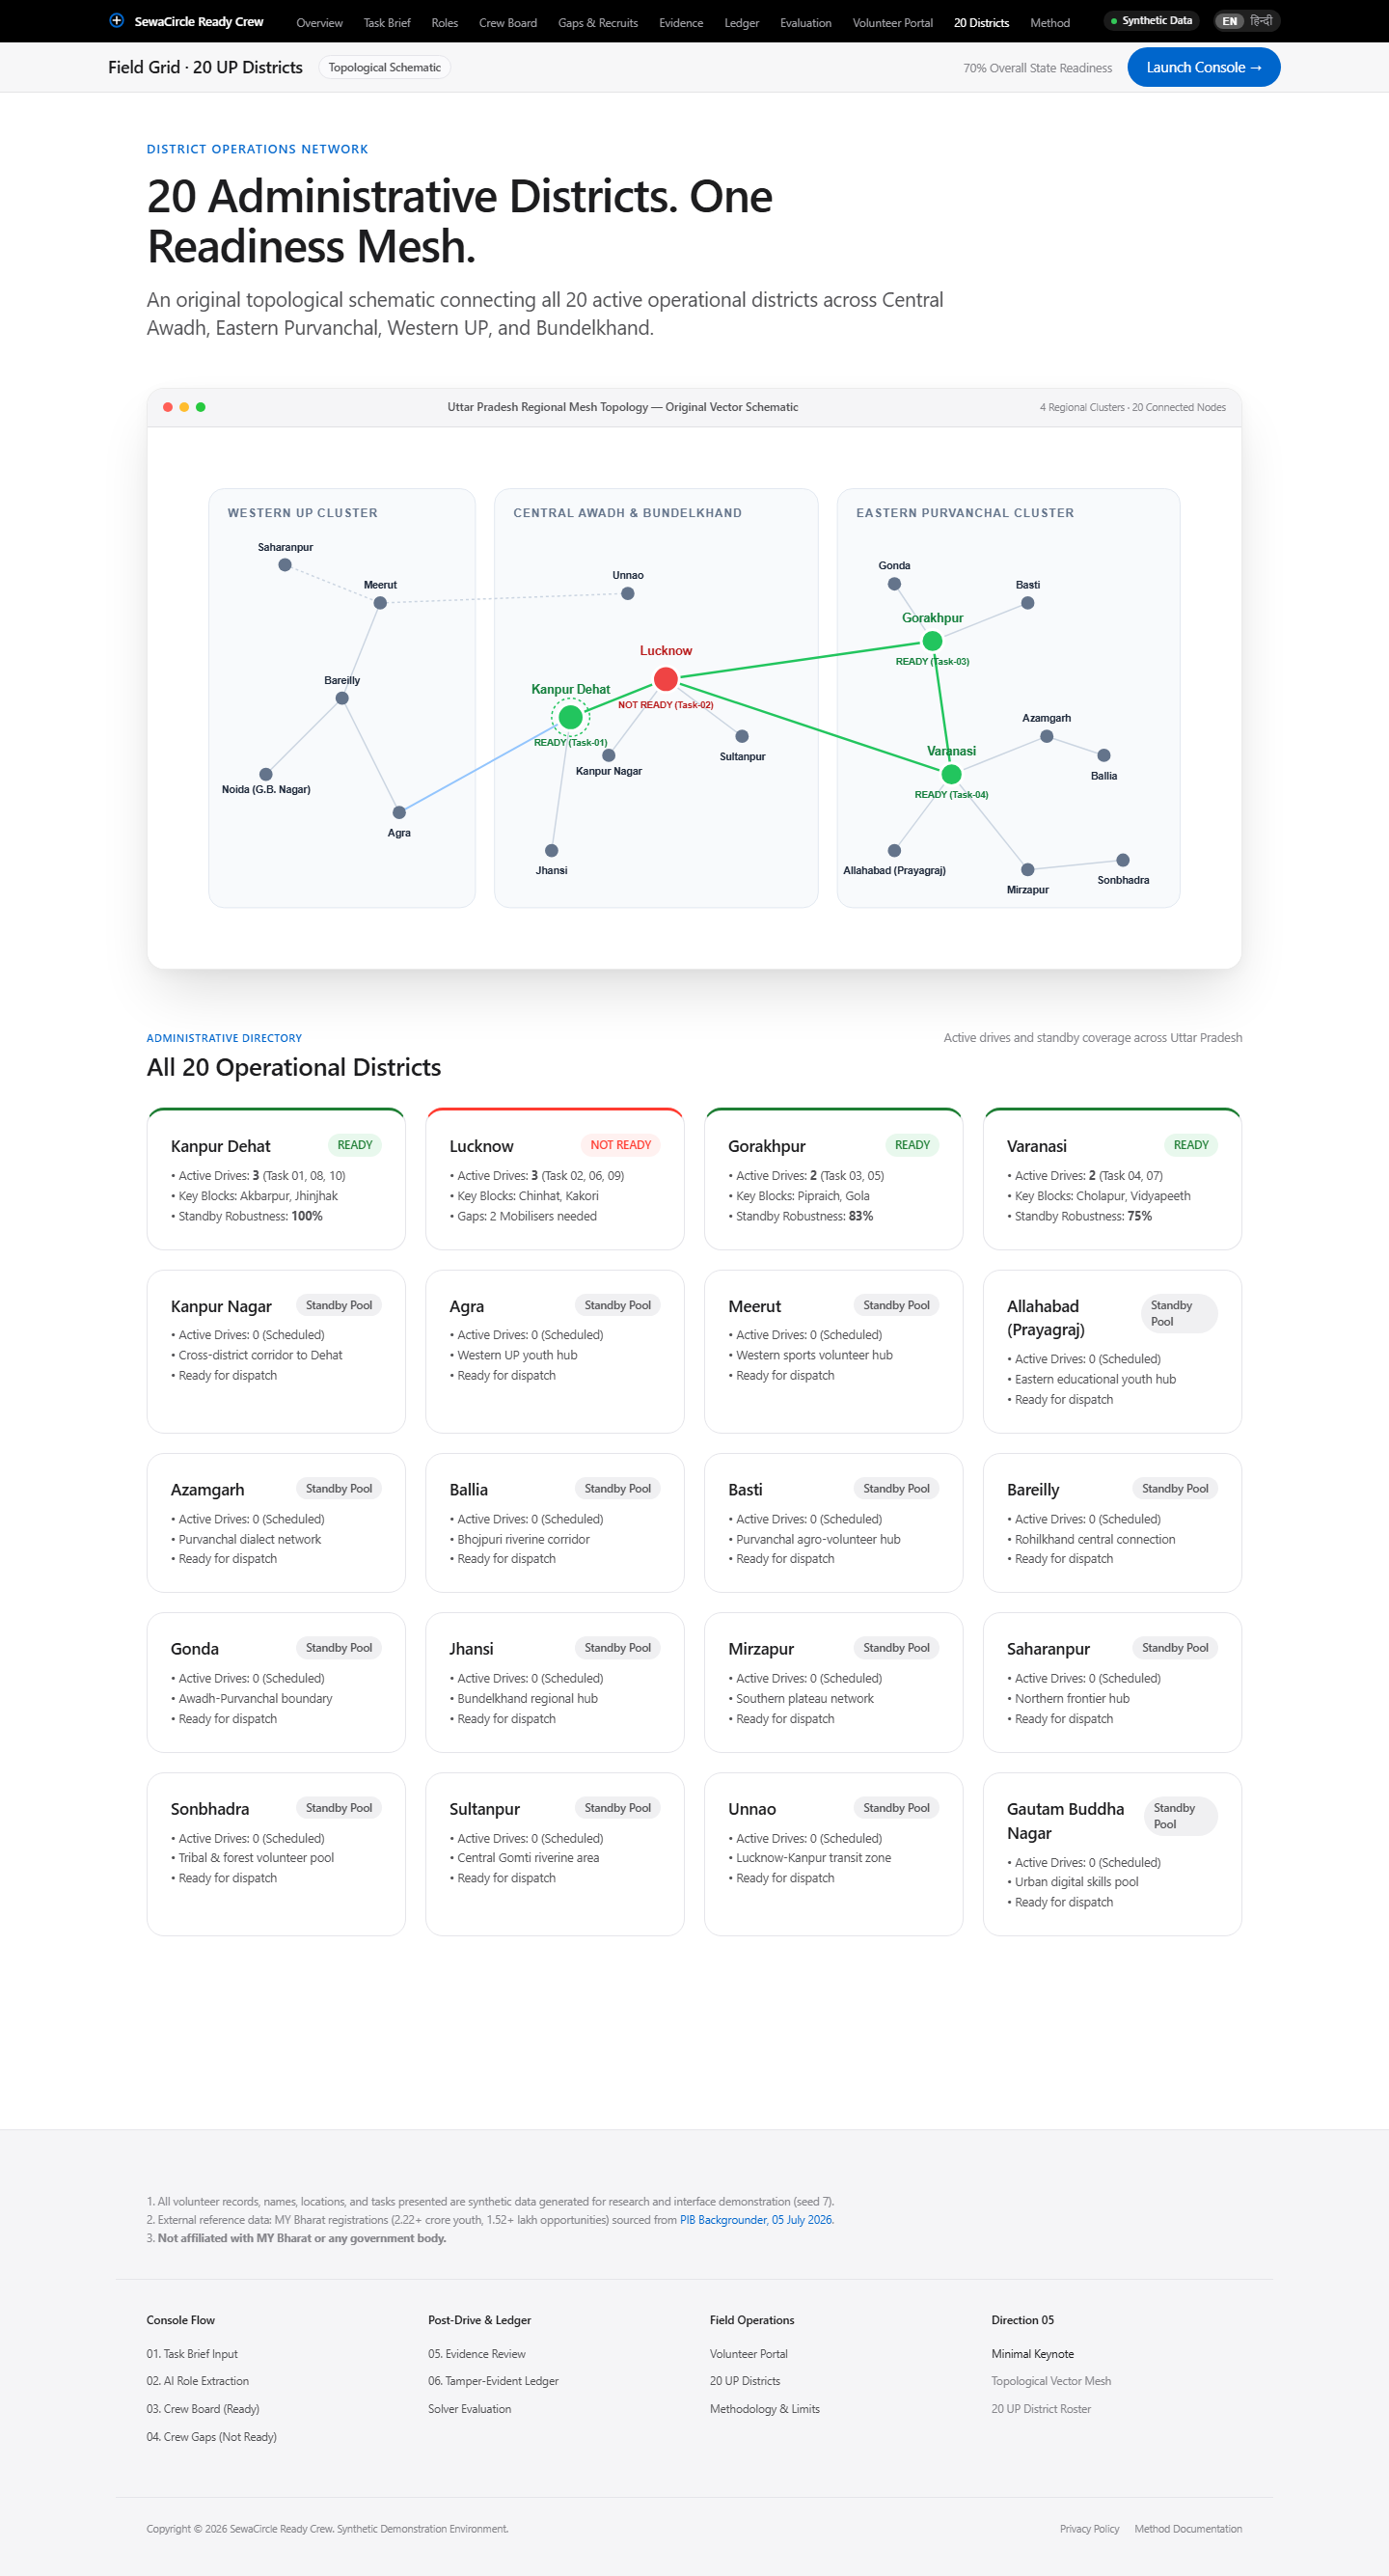 SewaCircle Ready Crew
Overview Task Brief Roles Crew Board Gaps & Recruits Evidence Ledger Evaluation Volunteer Portal 20 Districts Method
Synthetic Data
EN हिन्दी
Field Grid · 20 UP Districts
Topological Schematic
70% Overall State Readiness
Launch Console →
DISTRICT OPERATIONS NETWORK
20 Administrative Districts. One
Readiness Mesh.
An original topological schematic connecting all 20 active operational districts across Central
Awadh, Eastern Purvanchal, Western UP, and Bundelkhand.
Uttar Pradesh Regional Mesh Topology — Original Vector Schematic
4 Regional Clusters · 20 Connected Nodes
WESTERN UP CLUSTER
Saharanpur
Meerut
Bareilly
Noida (G.B. Nagar)
Agra
CENTRAL AWADH & BUNDELKHAND
Unnao
Lucknow
NOT READY (Task-02)
Kanpur Dehat
READY (Task-01)
Kanpur Nagar
Sultanpur
Jhansi
EASTERN PURVANCHAL CLUSTER
Gonda
Basti
Gorakhpur
READY (Task-03)
Azamgarh
Varanasi
Ballia
READY (Task-04)
Allahabad (Prayagraj)
Mirzapur
Sonbhadra
ADMINISTRATIVE DIRECTORY
All 20 Operational Districts
Active drives and standby coverage across Uttar Pradesh
Kanpur Dehat
READY
• Active Drives: 3 (Task 01, 08, 10)
• Key Blocks: Akbarpur, Jhinjhak
• Standby Robustness: 100%
Lucknow
NOT READY
• Active Drives: 3 (Task 02, 06, 09)
• Key Blocks: Chinhat, Kakori
• Gaps: 2 Mobilisers needed
Gorakhpur
READY
• Active Drives: 2 (Task 03, 05)
• Key Blocks: Pipraich, Gola
• Standby Robustness: 83%
Varanasi
READY
• Active Drives: 2 (Task 04, 07)
• Key Blocks: Cholapur, Vidyapeeth
• Standby Robustness: 75%
Kanpur Nagar
Standby Pool
• Active Drives: 0 (Scheduled)
• Cross-district corridor to Dehat
• Ready for dispatch
Agra
Standby Pool
• Active Drives: 0 (Scheduled)
• Western UP youth hub
• Ready for dispatch
Meerut
Standby Pool
• Active Drives: 0 (Scheduled)
• Western sports volunteer hub
• Ready for dispatch
Allahabad
(Prayagraj)
Standby
Pool
• Active Drives: 0 (Scheduled)
• Eastern educational youth hub
• Ready for dispatch
Azamgarh
Standby Pool
• Active Drives: 0 (Scheduled)
• Purvanchal dialect network
• Ready for dispatch
Ballia
Standby Pool
• Active Drives: 0 (Scheduled)
• Bhojpuri riverine corridor
• Ready for dispatch
Basti
Standby Pool
• Active Drives: 0 (Scheduled)
• Purvanchal agro-volunteer hub
• Ready for dispatch
Bareilly
Standby Pool
• Active Drives: 0 (Scheduled)
• Rohilkhand central connection
• Ready for dispatch
Gonda
Standby Pool
• Active Drives: 0 (Scheduled)
• Awadh-Purvanchal boundary
• Ready for dispatch
Jhansi
Standby Pool
• Active Drives: 0 (Scheduled)
• Bundelkhand regional hub
• Ready for dispatch
Mirzapur
Standby Pool
• Active Drives: 0 (Scheduled)
• Southern plateau network
• Ready for dispatch
Saharanpur
Standby Pool
• Active Drives: 0 (Scheduled)
• Northern frontier hub
• Ready for dispatch
Sonbhadra
Standby Pool
• Active Drives: 0 (Scheduled)
• Tribal & forest volunteer pool
• Ready for dispatch
Sultanpur
Standby Pool
• Active Drives: 0 (Scheduled)
• Central Gomti riverine area
• Ready for dispatch
Unnao
Standby Pool
• Active Drives: 0 (Scheduled)
• Lucknow-Kanpur transit zone
• Ready for dispatch
Gautam Buddha
Nagar
Standby
Pool
• Active Drives: 0 (Scheduled)
• Urban digital skills pool
• Ready for dispatch
1. All volunteer records, names, locations, and tasks presented are synthetic data generated for research and interface demonstration (seed 7).
2. External reference data: MY Bharat registrations (2.22+ crore youth, 1.52+ lakh opportunities) sourced from PIB Backgrounder, 05 July 2026.
3. Not affiliated with MY Bharat or any government body.
Console Flow
01. Task Brief Input
02. AI Role Extraction
03. Crew Board (Ready)
04. Crew Gaps (Not Ready)
Post-Drive & Ledger
05. Evidence Review
06. Tamper-Evident Ledger
Solver Evaluation
Field Operations
Volunteer Portal
20 UP Districts
Methodology & Limits
Direction 05
Minimal Keynote
Topological Vector Mesh
20 UP District Roster
Copyright © 2026 SewaCircle Ready Crew. Synthetic Demonstration Environment.
Privacy Policy Method Documentation